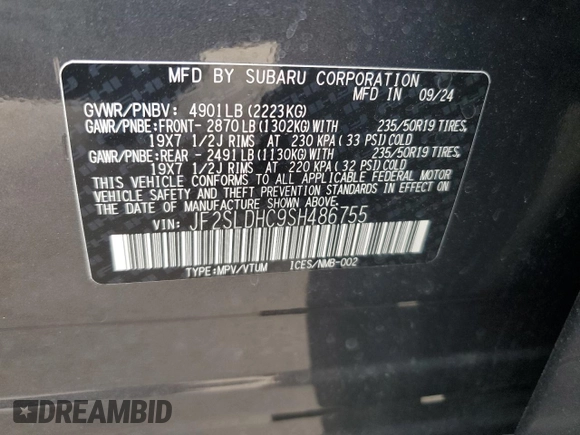 MFD BY SUBARU CORPORATION
MFD IN 09/24
GVWR/PNBV: 4901LB(2223KG)
GAWR/PNBE:FRONT- 2870LB(1302KG)WITH 235/50R19 TIRES,
19X7 1/2J RIMS AT 230 KPA(33 PSI)COLD
GAWR/PNBE:REAR - 2491LB(1130KG)WITH 235/50R19 TIRES,
19X7 1/2J RIMS AT 220 KPA(32 PSI)COLD
THIS VEHICLE CONFORMS TO ALL APPLICABLE FEDERAL MOTOR
VEHICLE SAFETY AND THEFT PREVENTION STANDARDS IN EFFECT ON
THE DATE OF MANUFACTURE SHOWN ABOVE.
VIN: JF2SLDHC9SH486755
TYPE:MPV/VTUM ICES/NMB-002
DREAMBID